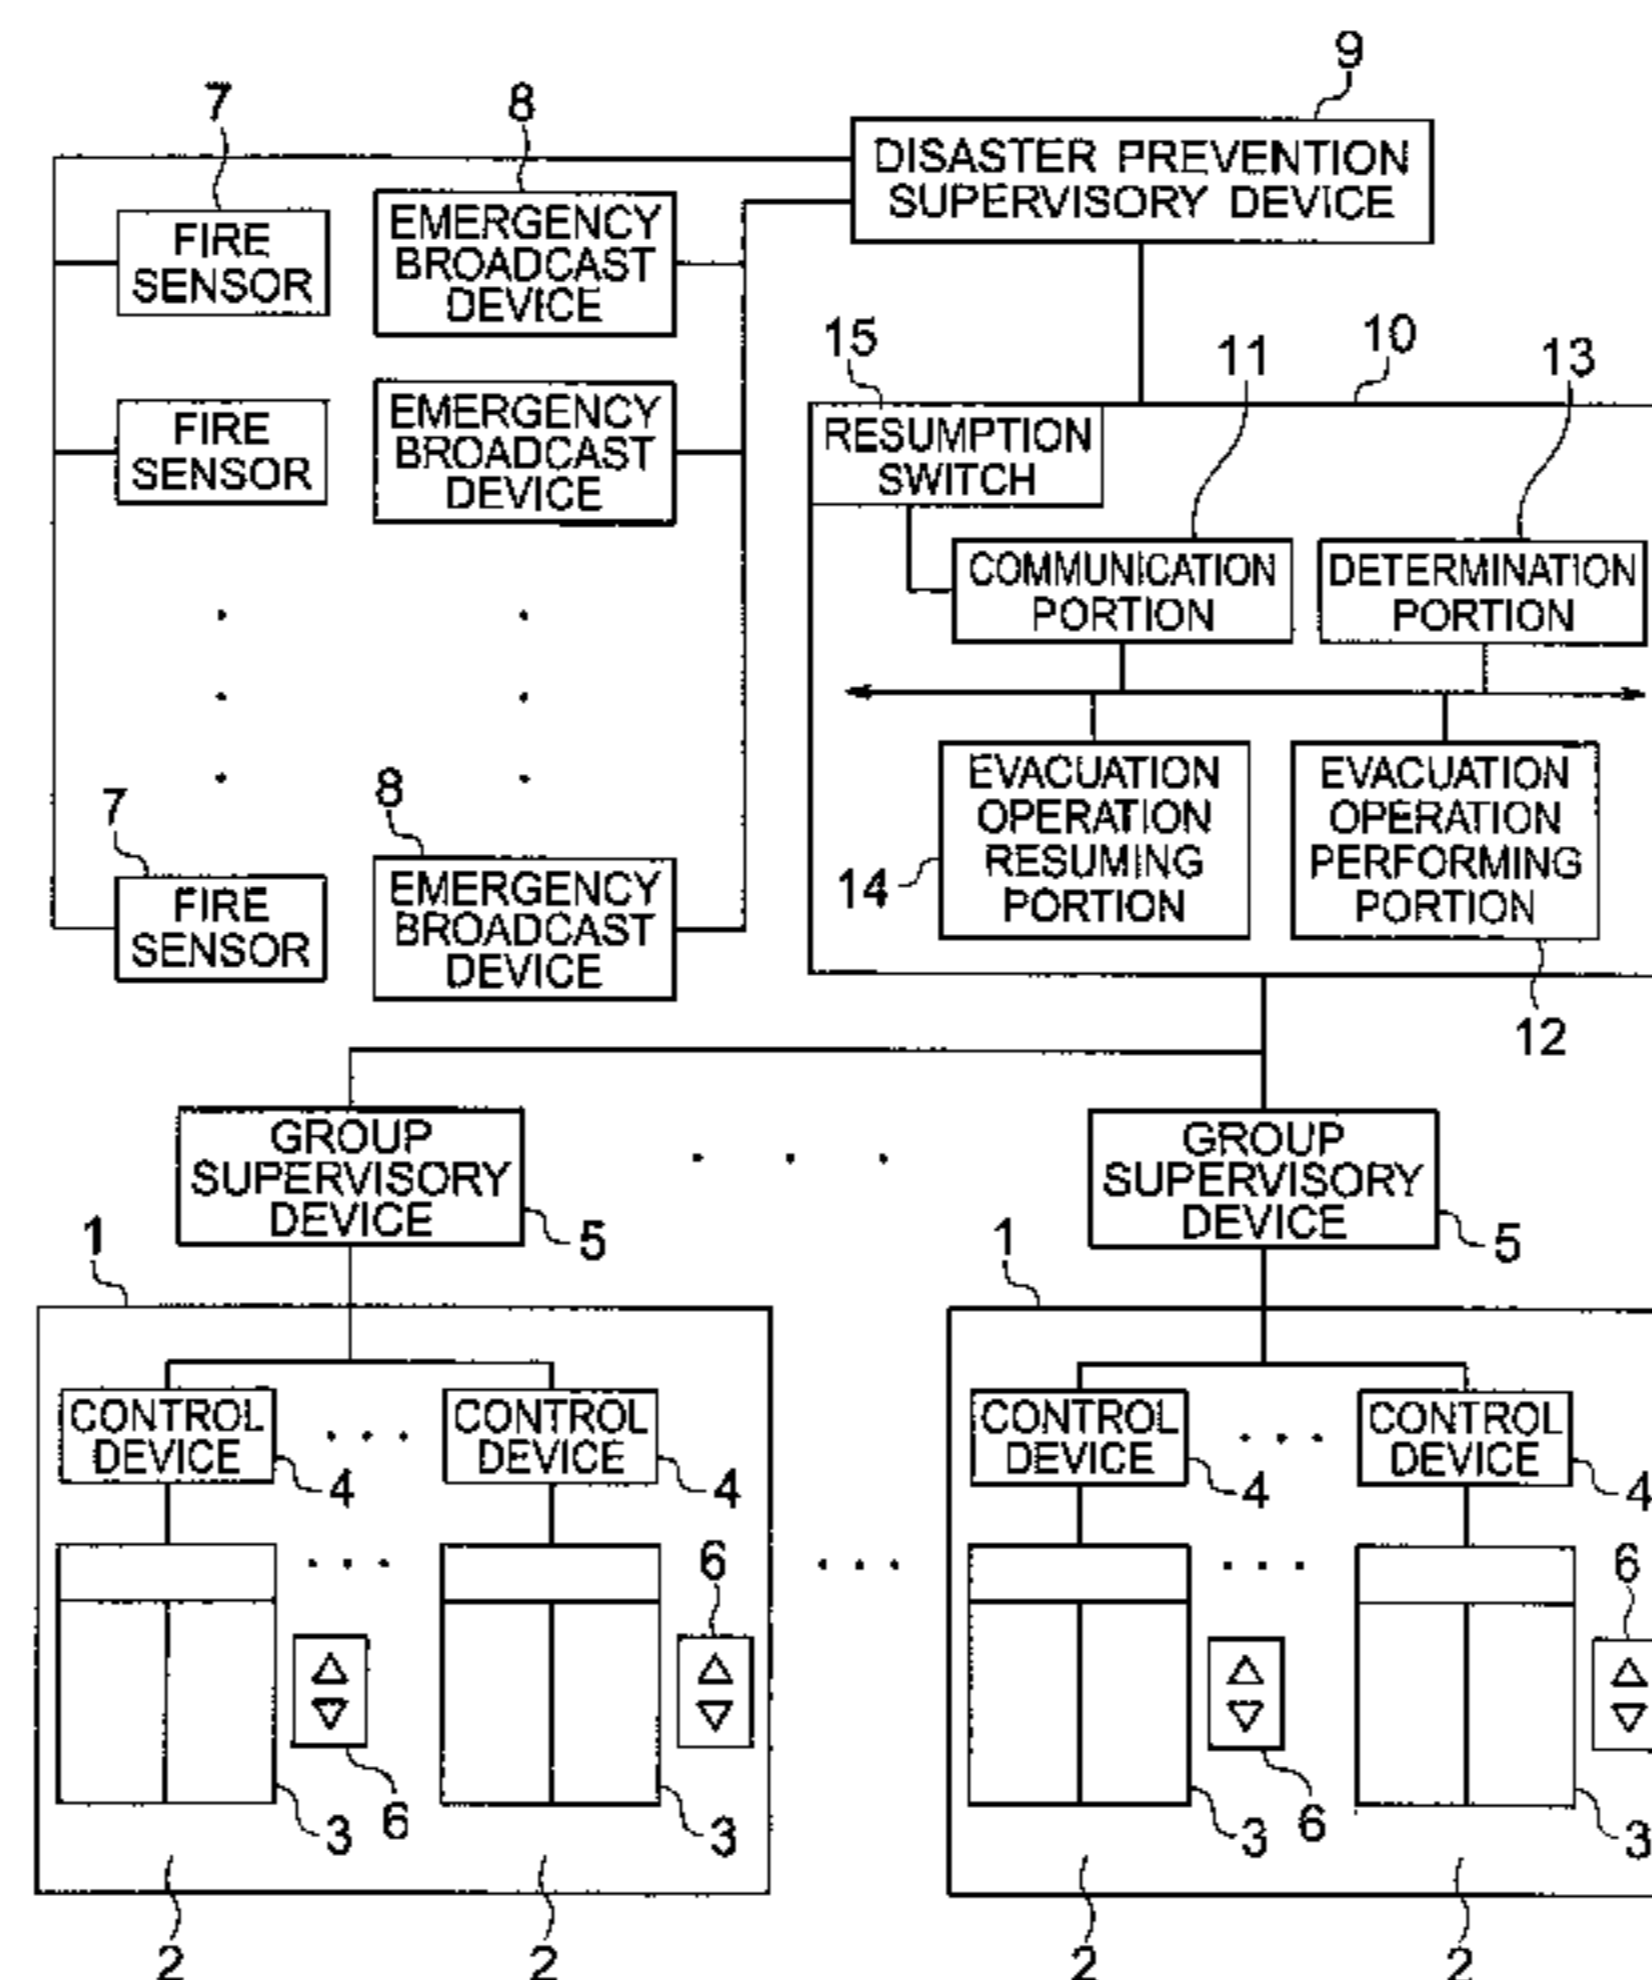 9
7
8
DISASTER PREVENTION
SUPERVISORY DEVICE
FIRE
SENSOR
EMERGENCY
BROADCAST
DEVICE
15
11
10
13
FIRE
SENSOR
EMERGENCY
BROADCAST
DEVICE
RESUMPTION
SWITCH
COMMUNICATION
PORTION
DETERMINATION
PORTION
EVACUATION
OPERATION
RESUMING
PORTION
EVACUATION
OPERATION
PERFORMING
PORTION
14
12
7
8
FIRE
SENSOR
EMERGENCY
BROADCAST
DEVICE
GROUP
SUPERVISORY
DEVICE
5
GROUP
SUPERVISORY
DEVICE
5
1
1
CONTROL
DEVICE
4
CONTROL
DEVICE
4
CONTROL
DEVICE
4
CONTROL
DEVICE
4
6
6
3
6
3
3
6
3
2
2
2
2